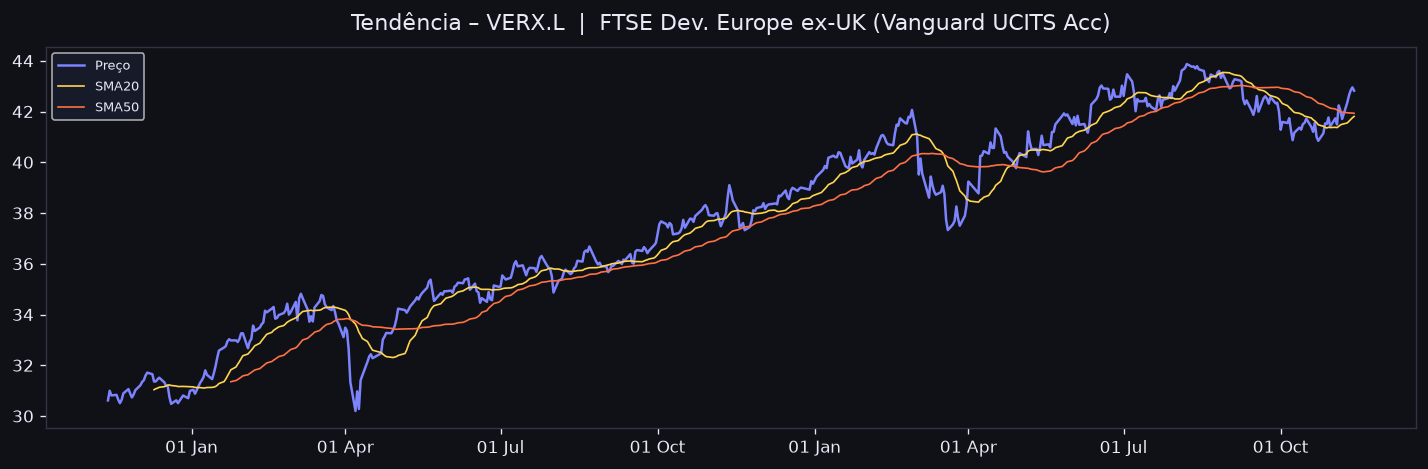 Tendência – VERX.L | FTSE Dev. Europe ex-UK (Vanguard UCITS Acc)
Preço
SMA20
SMA50
44
42
40
38
36
34
32
30
01 Jan
01 Apr
01 Jul
01 Oct
01 Jan
01 Apr
01 Jul
01 Oct